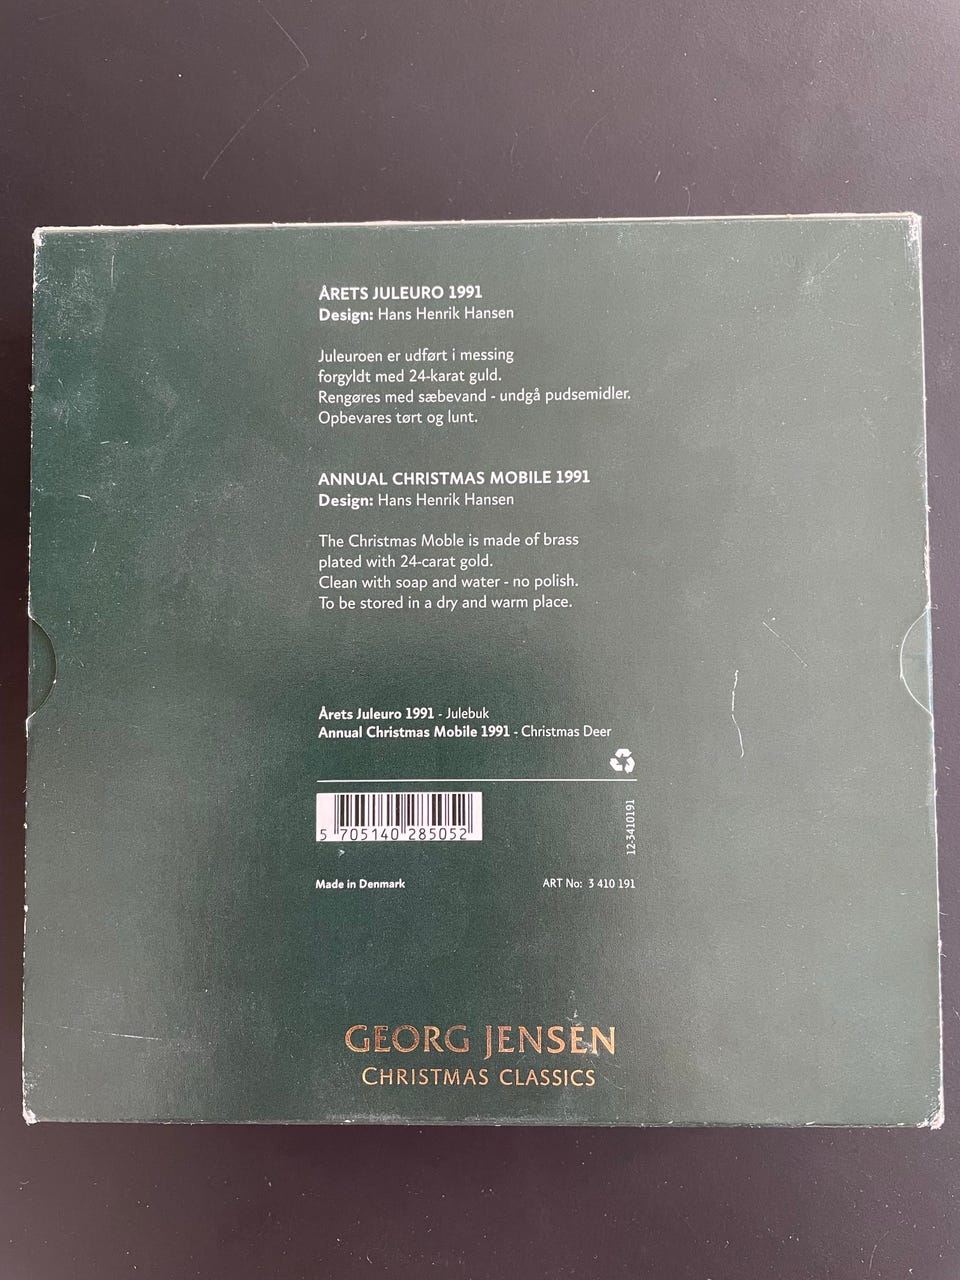 ÅRETS JULEURO 1991
Design: Hans Henrik Hansen
Juleuroen er udført i messing
forgyldt med 24-karat guld.
Rengøres med sæbevand - undgå pudsemidler.
Opbevares tørt og lunt.
ANNUAL CHRISTMAS MOBILE 1991
Design: Hans Henrik Hansen
The Christmas Moble is made of brass
plated with 24-carat gold.
Clean with soap and water - no polish.
To be stored in a dry and warm place.
Årets Juleuro 1991 - Julebuk
Annual Christmas Mobile 1991 - Christmas Deer
5 705140 285052
12-3410191
Made in Denmark
ART No: 3 410 191
GEORG JENSEN
CHRISTMAS CLASSICS